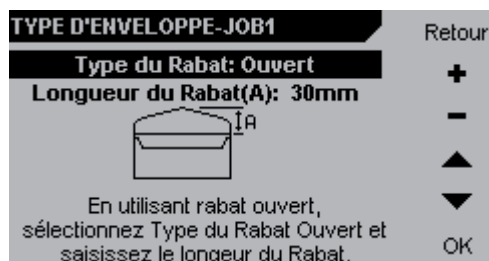 TYPE D'ENVELOPPE-JOB1
Retour
Type du Rabat: Ouvert
+
Longueur du Rabat(A): 30mm
-
A
En utilisant rabat ouvert,
sélectionnez Type du Rabat Ouvert et
saisissez le longeur du Rabat.
OK